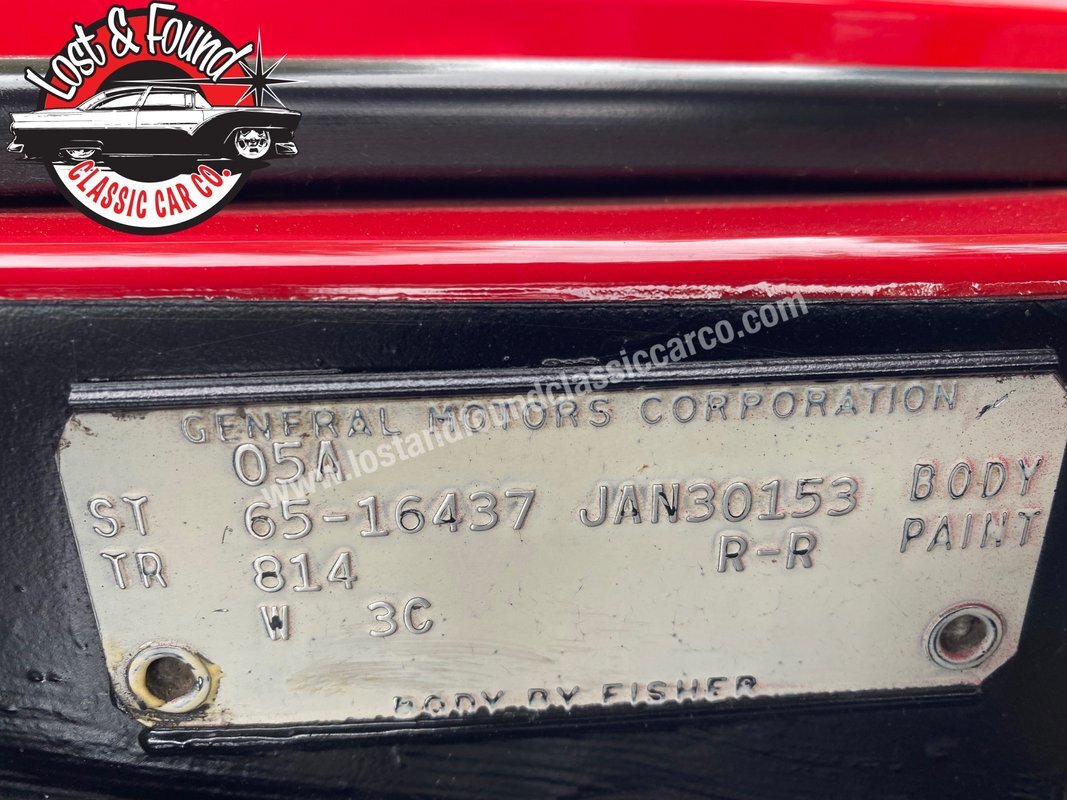 Lost & Found
CLASSIC CAR CO.
www.lostandfoundclassiccarco.com
GENERAL MOTORS CORPORATION
05A
ST 65-16437 JAN30153 BODY
TR 814 R-R PAINT
W 3C
BODY BY FISHER